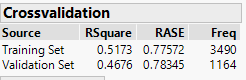 Crossvalidation
Source RSquare RASE Freq
Training Set 0.5173 0.77572 3490
Validation Set 0.4676 0.78345 1164